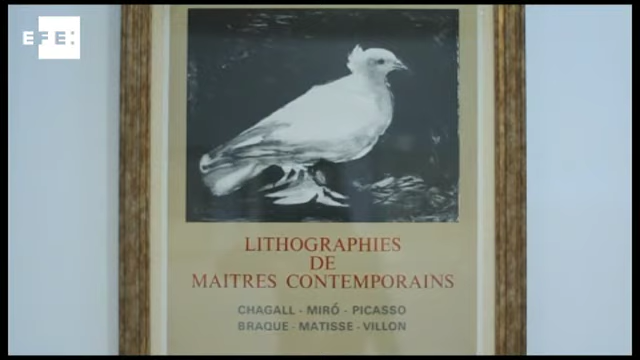 EFE:
LITHOGRAPHIES
DE
MAITRES CONTEMPORAINS
CHAGALL - MIRÓ - PICASSO
BRAQUE - MATISSE - VILLON